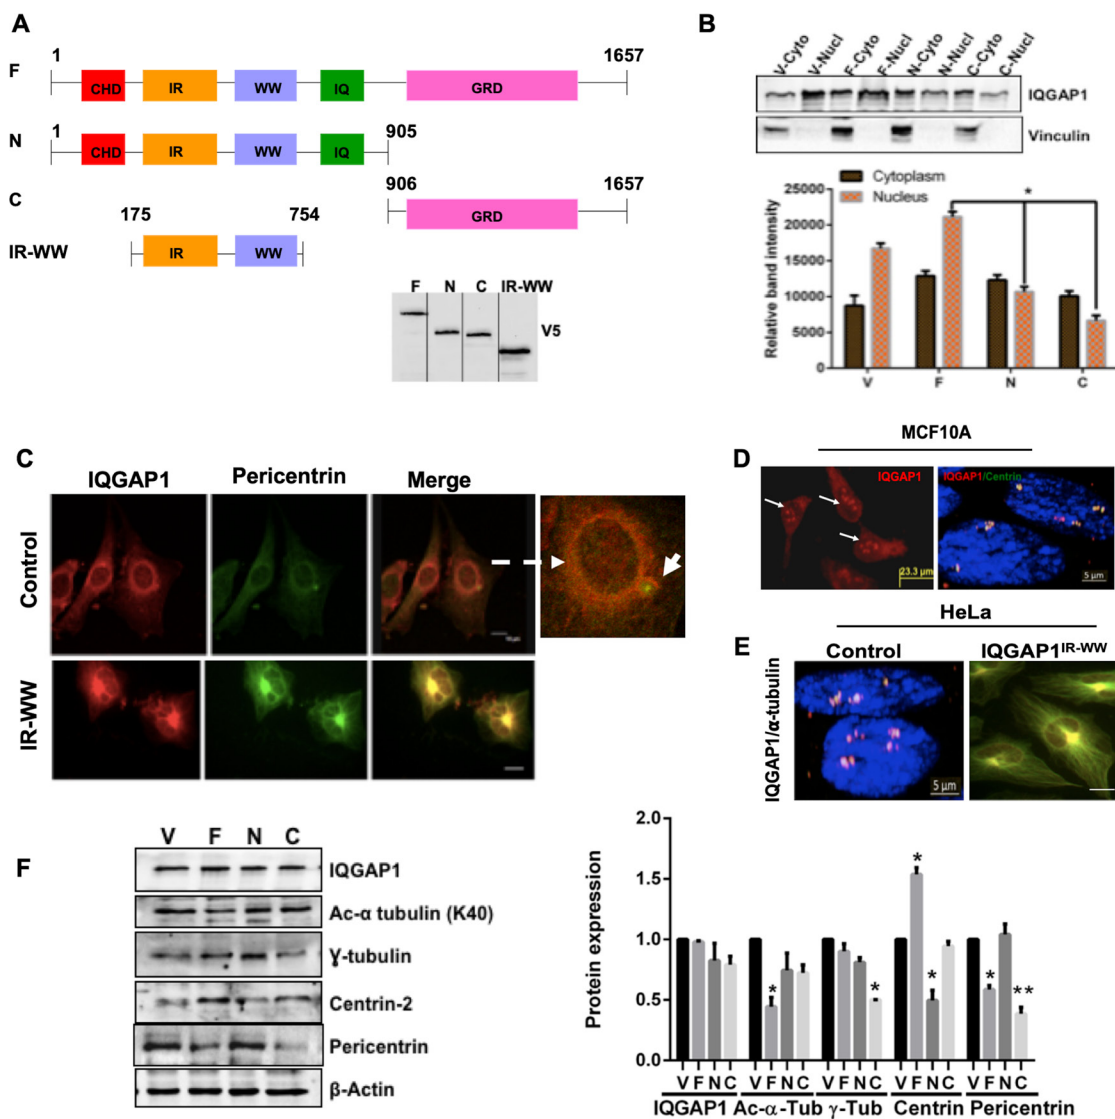 A
1
1657
F
CHD
IR
WW
IQ
GRD
N
1
905
CHD
IR
WW
IQ
C
906
1657
GRD
IR-WW
175
754
IR
WW
F N C IR-WW
V5
B
V-Cyto V-Nucl F-Cyto F-Nucl N-Cyto N-Nucl C-Cyto C-Nucl
IQGAP1
Vinculin
Cytoplasm
Nucleus
*
Relative band intensity
25000
20000
15000
10000
5000
0
V F N C
C
IQGAP1 Pericentrin Merge
Control
IR-WW
MCF10A
D
IQGAP1
23.3 µm
IQGAP1/Centrin
5 µm
HeLa
E
Control IQGAP1IR-WW
IQGAP1/α-tubulin
5 µm
F
V F N C
IQGAP1
Ac-α tubulin (K40)
Ɣ-tubulin
Centrin-2
Pericentrin
β-Actin
Protein expression
2.0
1.5
1.0
0.5
0.0
* * * * * **
V F N C V F N C V F N C V F N C V F N C
IQGAP1 Ac-α-Tub γ-Tub Centrin Pericentrin